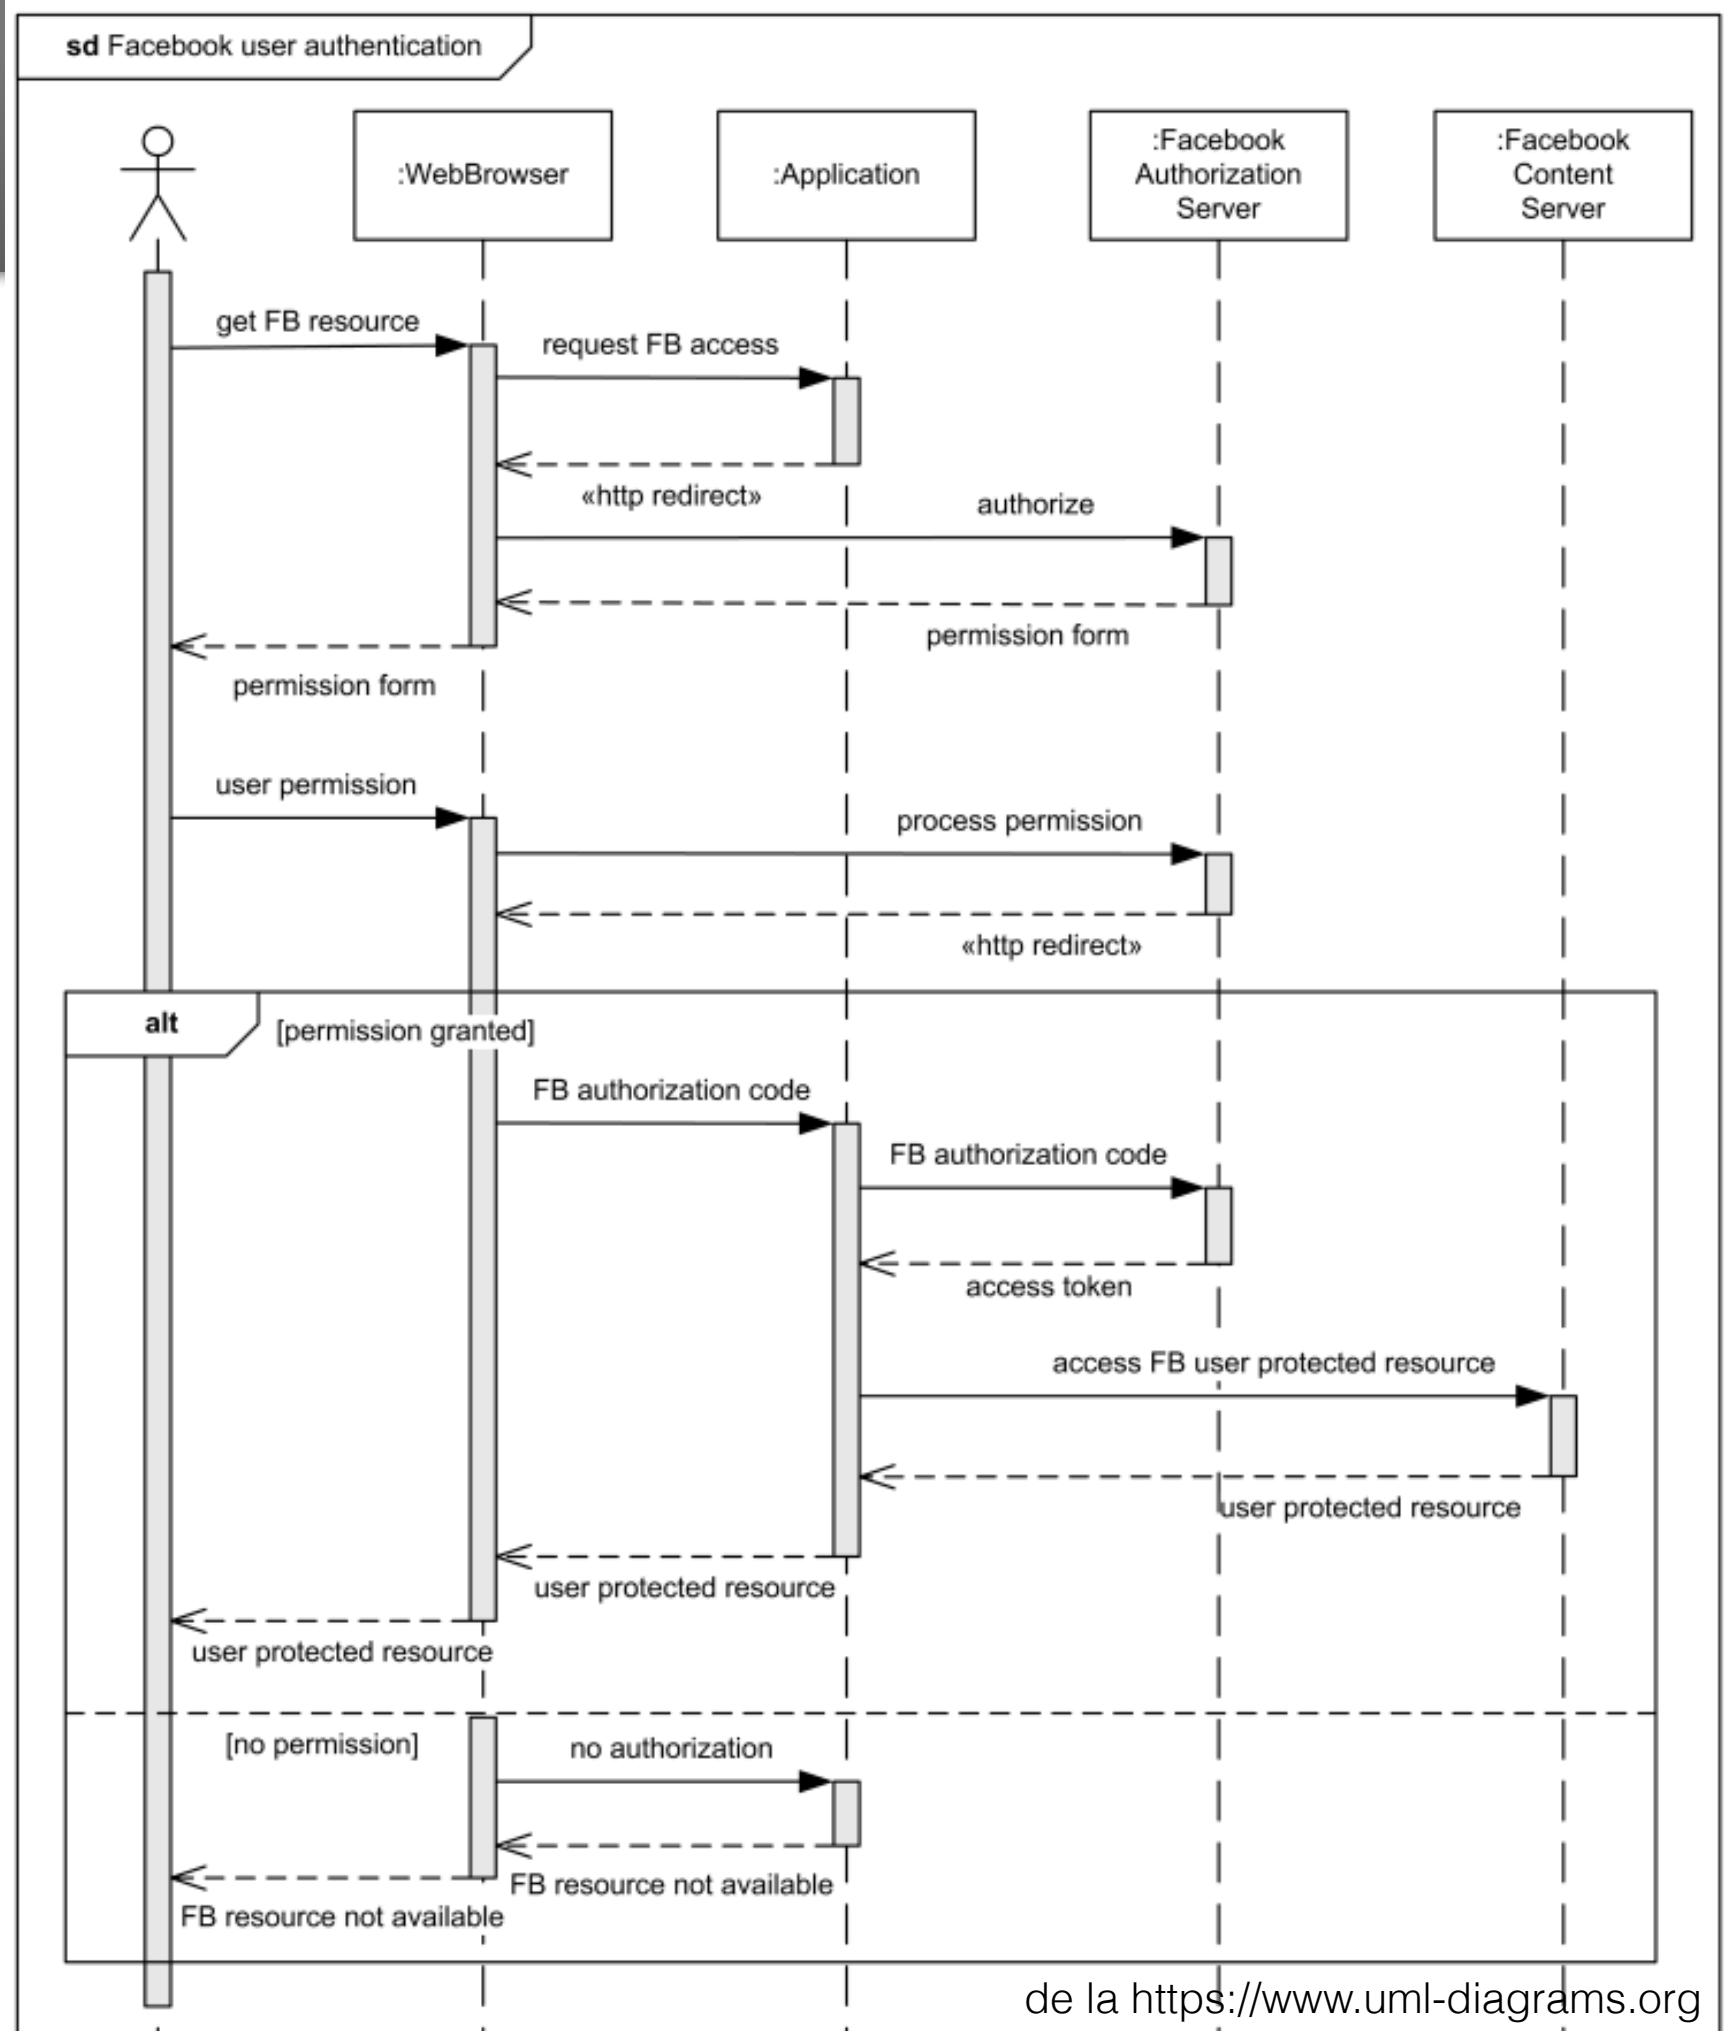 sd Facebook user authentication
:WebBrowser
:Application
:Facebook
Authorization
Server
:Facebook
Content
Server
get FB resource
request FB access
«http redirect»
authorize
permission form
permission form
user permission
process permission
«http redirect»
alt
[permission granted]
FB authorization code
FB authorization code
access token
access FB user protected resource
user protected resource
user protected resource
user protected resource
[no permission]
no authorization
FB resource not available
FB resource not available
de la https://www.uml-diagrams.org